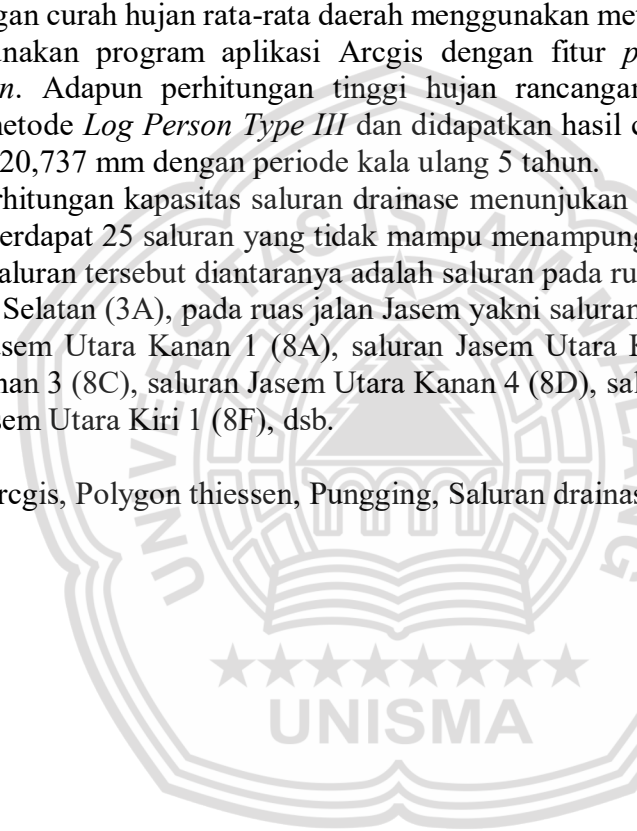 gan curah hujan rata-rata daerah menggunakan me
unakan program aplikasi Arcgis dengan fitur p
n. Adapun perhitungan tinggi hujan rancangan
netode Log Person Type III dan didapatkan hasil c
20,737 mm dengan periode kala ulang 5 tahun.
rhitungan kapasitas saluran drainase menunjukan
erdapat 25 saluran yang tidak mampu menampung
aluran tersebut diantaranya adalah saluran pada ru
Selatan (3A), pada ruas jalan Jasem yakni saluran
asem Utara Kanan 1 (8A), saluran Jasem Utara K
nan 3 (8C), saluran Jasem Utara Kanan 4 (8D), sal
sem Utara Kiri 1 (8F), dsb.
rcgis, Polygon thiessen, Pungging, Saluran drainas
UNISMA